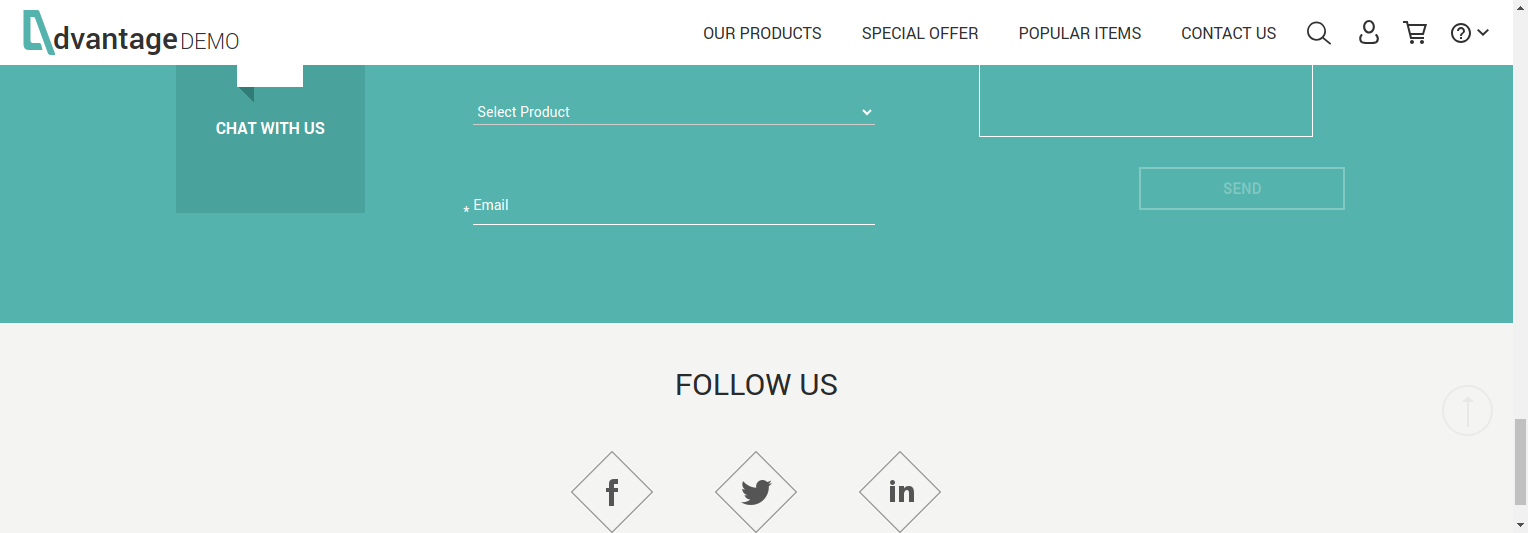 dvantage DEMO
OUR PRODUCTS
SPECIAL OFFER
POPULAR ITEMS
CONTACT US
CHAT WITH US
Select Product
* Email
SEND
FOLLOW US